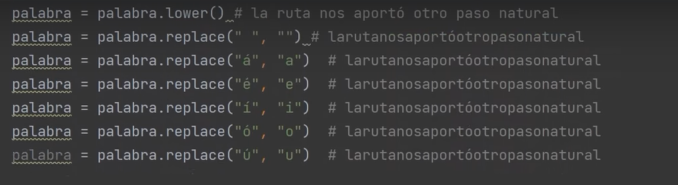 palabra = palabra.lower() # la ruta nos aportó otro paso natural
palabra = palabra.replace(" ", "") # larutanosaportóotropasonatural
palabra = palabra.replace("á", "a")  # larutanosaportóotropasonatural
palabra = palabra.replace("é", "e")  # larutanosaportóotropasonatural
palabra = palabra.replace("í", "i")  # larutanosaportóotropasonatural
palabra = palabra.replace("ó", "o")  # larutanosaportootropasonatural
palabra = palabra.replace("ú", "u")  # larutanosaportóotropasonatural